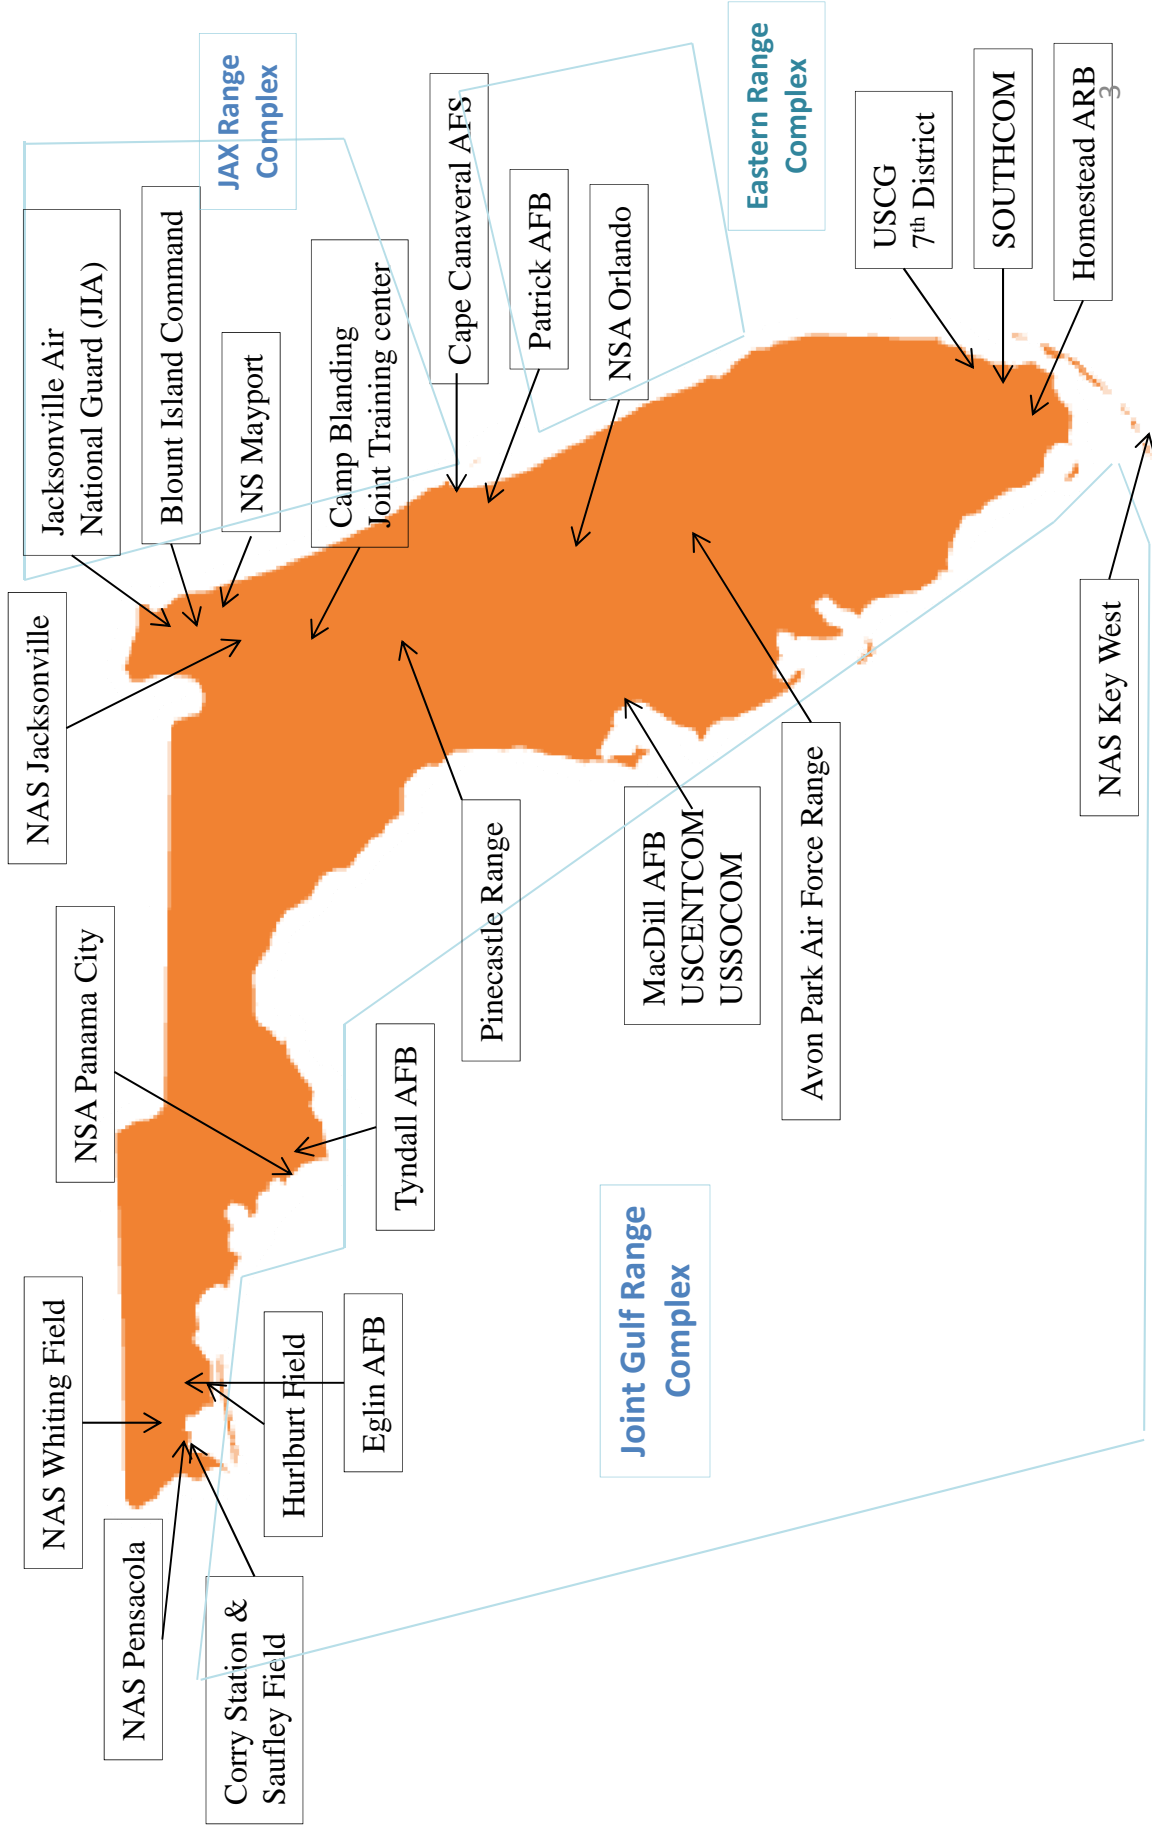 NAS Jacksonville
Jacksonville Air
National Guard (JIA)
NAS Whiting Field
NSA Panama City
Blount Island Command
JAX Range
Complex
NAS Pensacola
NS Mayport
Corry Station &
Saufley Field
Hurlburt Field
Camp Blanding
Joint Training center
Eglin AFB
Tyndall AFB
Cape Canaveral AFS
Pinecastle Range
Patrick AFB
NSA Orlando
Joint Gulf Range
Complex
MacDill AFB
USCENTCOM
USSOCOM
Eastern Range
Complex
Avon Park Air Force Range
USCG
7th District
SOUTHCOM
Homestead ARB
NAS Key West
3